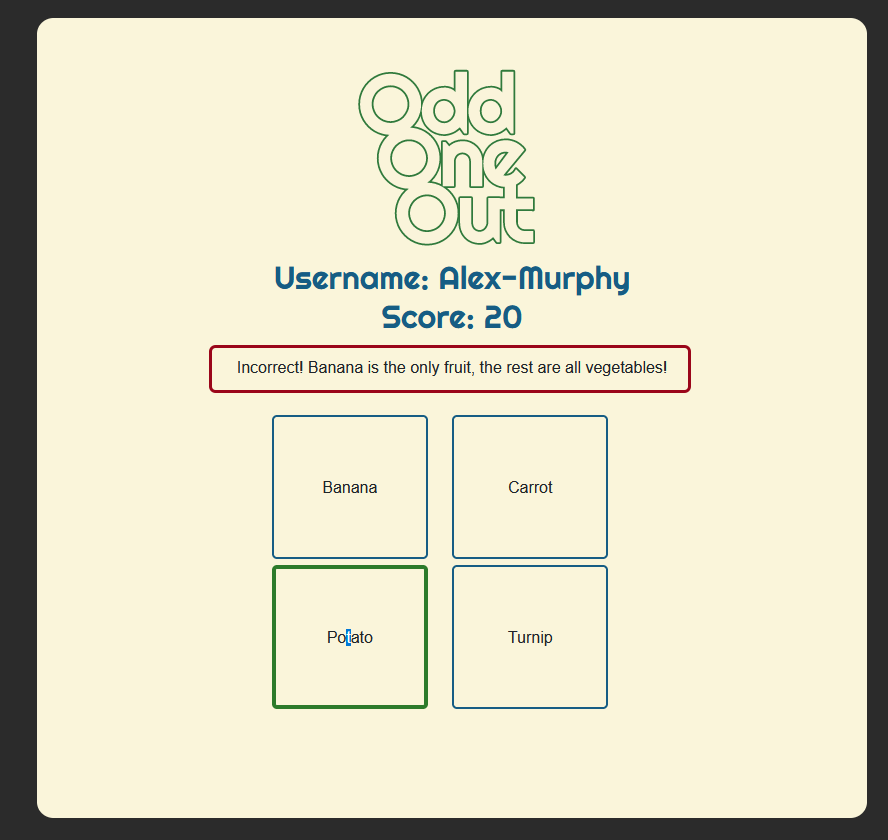 Odd
One
Out
Username: Alex-Murphy
Score: 20
Incorrect! Banana is the only fruit, the rest are all vegetables!
Banana
Carrot
Potato
Turnip